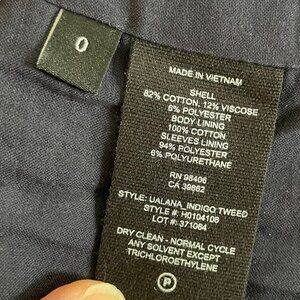 0
MADE IN VIETNAM
SHELL
82% COTTON. 12% VISCOSE
6% POLYESTER
BODY LINING
100% COTTON
SLEEVES LINING
94% POLYESTER
6% POLYURETHANE
RN 98406
CA 39862
STYLE: UALANA_INDIGO TWEED
STYLE #: H0104108
LOT #: 371084
DRY CLEAN - NORMAL CYCLE
ANY SOLVENT EXCEPT
TRICHLOROETHYLENE
P